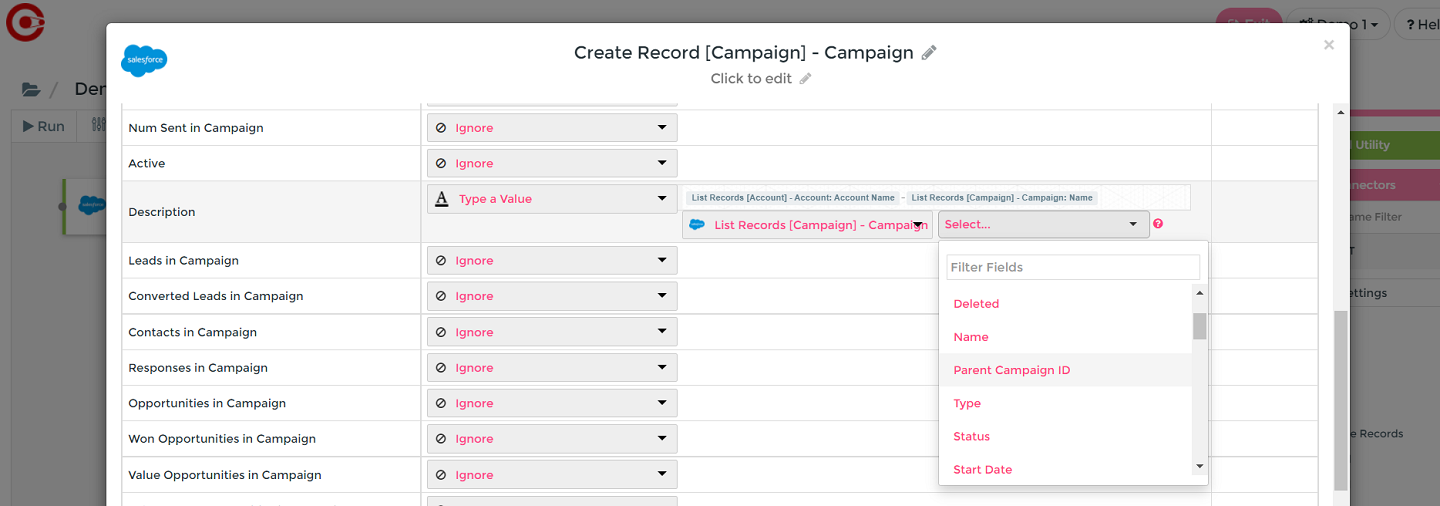 Exit
Demo 1
? Hel
salesforce
Create Record [Campaign] - Campaign
Click to edit
×
/ Den
Run
Num Sent in Campaign Ignore
Active Ignore
Description A Type a Value List Records [Account] - Account: Account Name - List Records [Campaign] - Campaign: Name
List Records [Campaign] - Campaign Select... ?
Leads in Campaign Ignore
Converted Leads in Campaign Ignore
Contacts in Campaign Ignore
Responses in Campaign Ignore
Opportunities in Campaign Ignore
Won Opportunities in Campaign Ignore
Value Opportunities in Campaign Ignore
Filter Fields
Deleted
Name
Parent Campaign ID
Type
Status
Start Date
Utility
nnectors
ame Filter
T
ettings
e Records